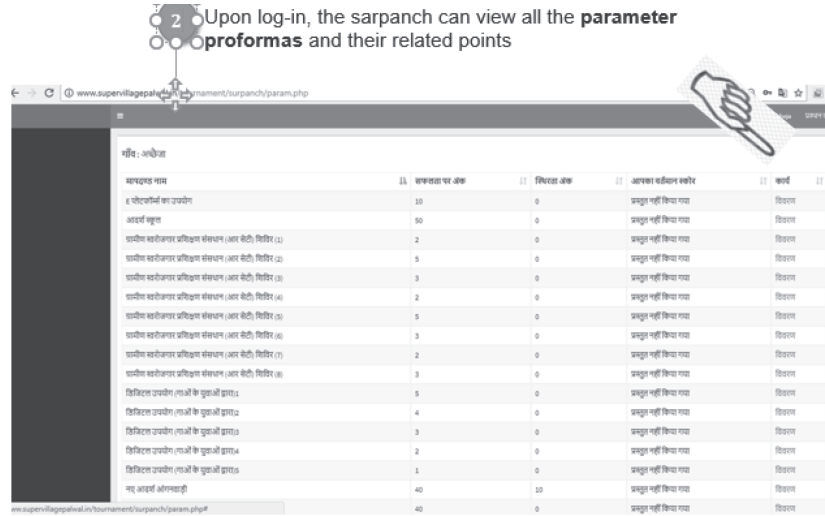 2
Upon log-in, the sarpanch can view all the parameter
proformas and their related points
www.supervillagepalwal.in/tournament/surpanch/param.php
गाँव : अच्छेजा
मापदण्ड नाम सफलता पर अंक स्थिरता अंक आपका वर्तमान स्कोर कार्य
E प्लेटफॉर्म्स का उपयोग 10 0 प्रस्तुत नहीं किया गया विवरण
आदर्श स्कूल 50 0 प्रस्तुत नहीं किया गया विवरण
ग्रामीण स्वरोजगार प्रशिक्षण संसधान (आर सेटी) शिविर (1) 2 0 प्रस्तुत नहीं किया गया विवरण
ग्रामीण स्वरोजगार प्रशिक्षण संसधान (आर सेटी) शिविर (2) 5 0 प्रस्तुत नहीं किया गया विवरण
ग्रामीण स्वरोजगार प्रशिक्षण संसधान (आर सेटी) शिविर (3) 3 0 प्रस्तुत नहीं किया गया विवरण
ग्रामीण स्वरोजगार प्रशिक्षण संसधान (आर सेटी) शिविर (4) 2 0 प्रस्तुत नहीं किया गया विवरण
ग्रामीण स्वरोजगार प्रशिक्षण संसधान (आर सेटी) शिविर (5) 5 0 प्रस्तुत नहीं किया गया विवरण
ग्रामीण स्वरोजगार प्रशिक्षण संसधान (आर सेटी) शिविर (6) 3 0 प्रस्तुत नहीं किया गया विवरण
ग्रामीण स्वरोजगार प्रशिक्षण संसधान (आर सेटी) शिविर (7) 2 0 प्रस्तुत नहीं किया गया विवरण
ग्रामीण स्वरोजगार प्रशिक्षण संसधान (आर सेटी) शिविर (8) 3 0 प्रस्तुत नहीं किया गया विवरण
डिजिटल उपयोग (गाओं के युवाओं द्वारा)1 5 0 प्रस्तुत नहीं किया गया विवरण
डिजिटल उपयोग (गाओं के युवाओं द्वारा)2 4 0 प्रस्तुत नहीं किया गया विवरण
डिजिटल उपयोग (गाओं के युवाओं द्वारा)3 3 0 प्रस्तुत नहीं किया गया विवरण
डिजिटल उपयोग (गाओं के युवाओं द्वारा)4 2 0 प्रस्तुत नहीं किया गया विवरण
डिजिटल उपयोग (गाओं के युवाओं द्वारा)5 1 0 प्रस्तुत नहीं किया गया विवरण
नए आदर्श आंगनवाड़ी 40 10 प्रस्तुत नहीं किया गया विवरण
www.supervillagepalwal.in/tournament/surpanch/param.php# 40 0 प्रस्तुत नहीं किया गया विवरण